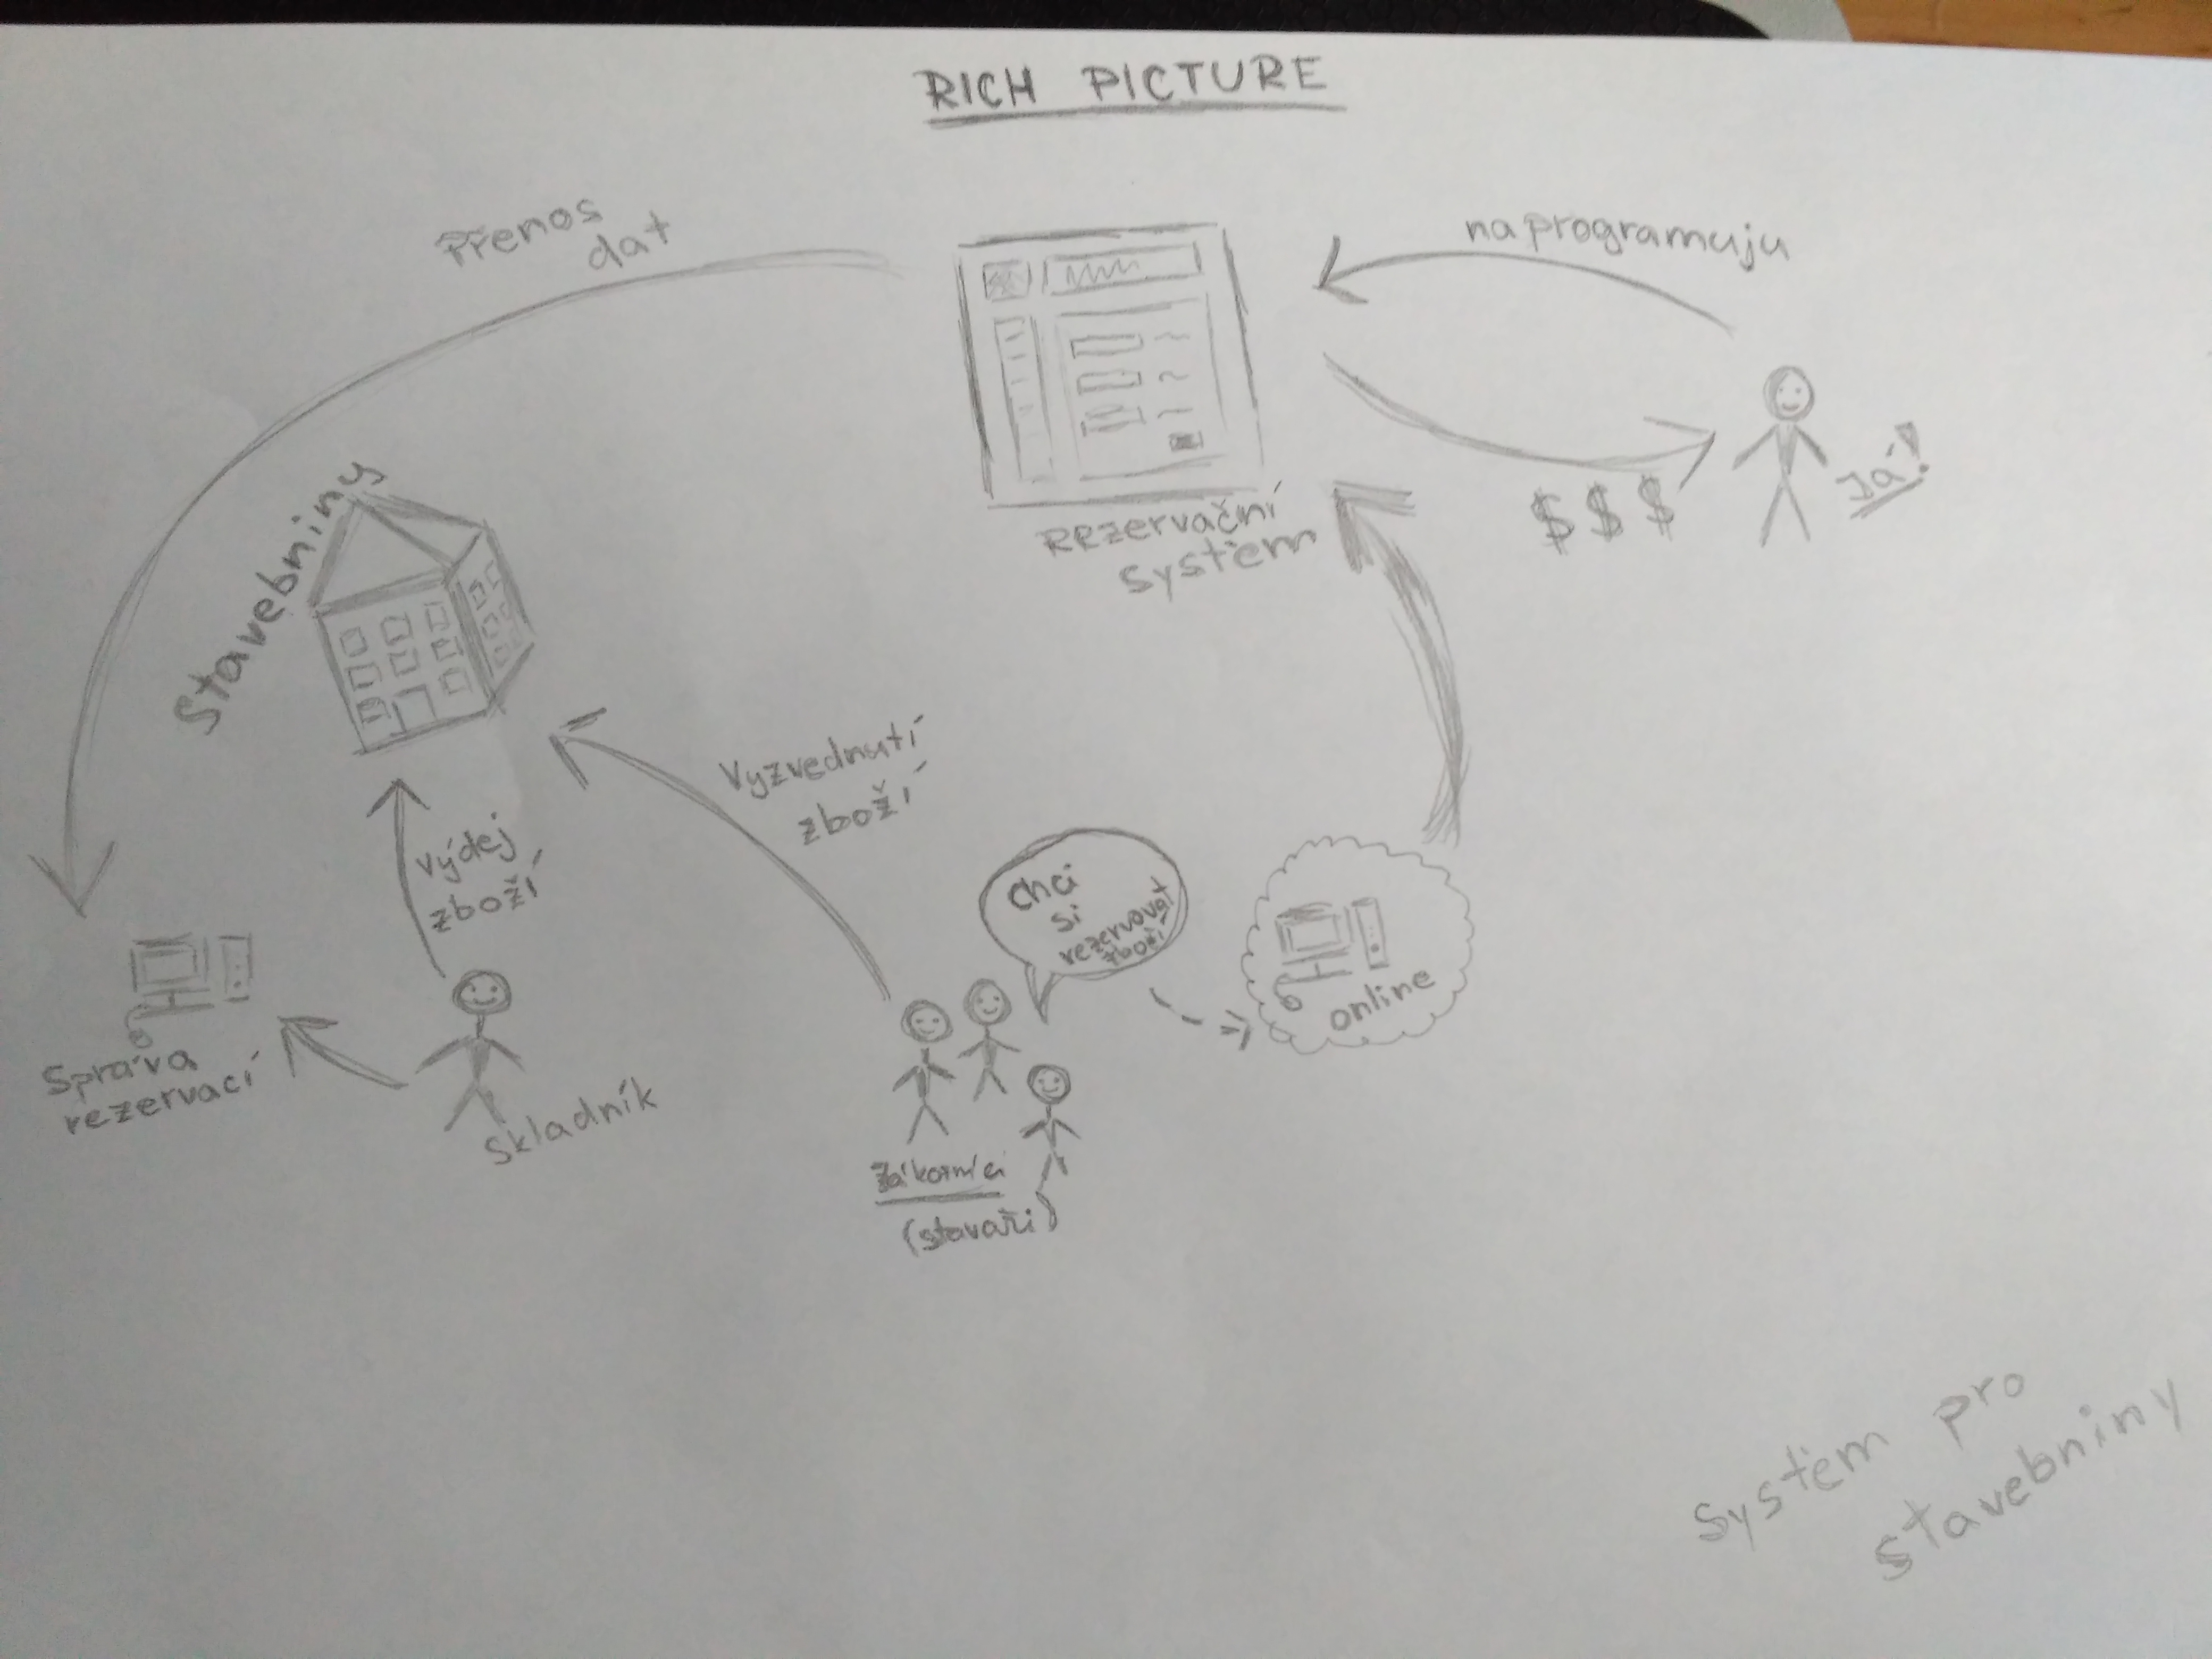 RICH PICTURE
Přenos
dat
naprogramuju
Stavebniny
Rezervační
systém
$ $ $
Já!
Vyzvednutí
zboží
Výdej
zboží
Chci
si
rezervovat
zboží
online
Správa
rezervací
Skladník
Zákazníci
(stavaři)
Systém pro
stavebniny